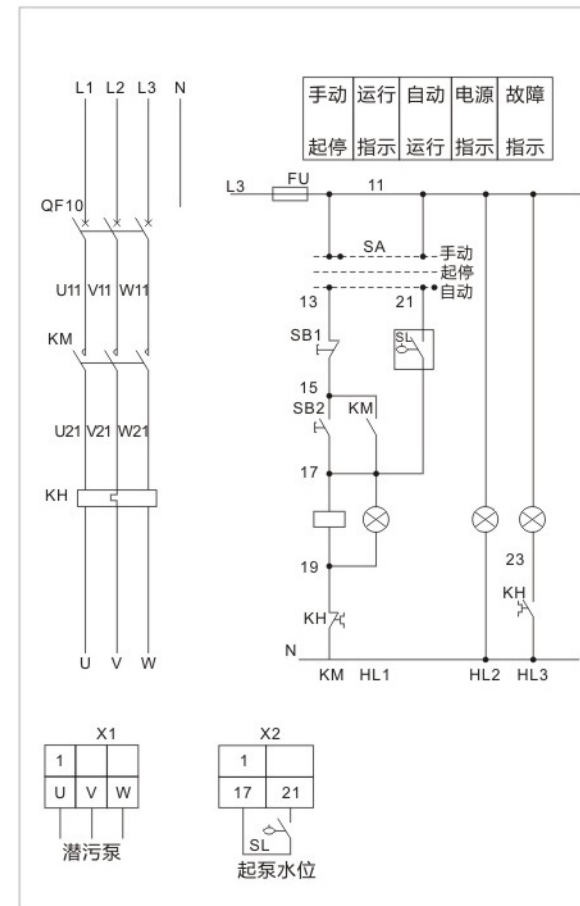 L1 L2 L3 N
手动 运行 自动 电源 故障
起停 指示 运行 指示 指示
L3 FU 11
QF10
SA 手动
起停
自动
U11 V11 W11
13 21
KM
SB1 SL
15
SB2 KM
U21 V21 W21
17
KH
19 23
KH KH
N
U V W
KM HL1 HL2 HL3
X1 X2
1 1
U V W 17 21
SL
潜污泵
起泵水位